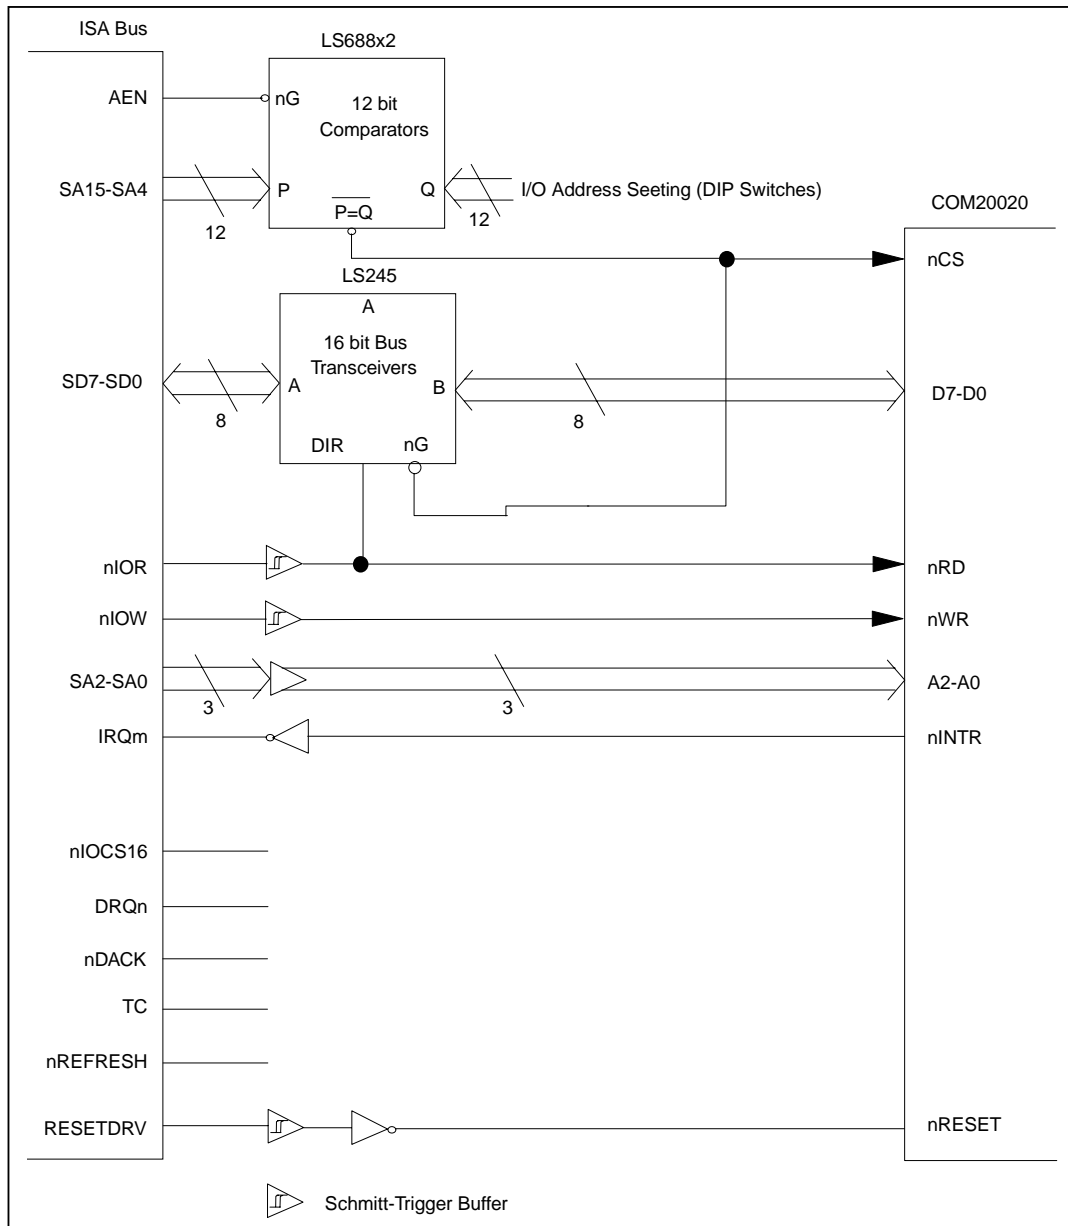 ISA Bus
LS688x2
AEN
nG
12 bit
Comparators
SA15-SA4
P
Q
I/O Address Seeting (DIP Switches)
12
P=Q
12
COM20020
nCS
LS245
A
16 bit Bus
Transceivers
SD7-SD0
A
B
D7-D0
8
8
DIR
nG
nIOR
nRD
nIOW
nWR
SA2-SA0
A2-A0
3
3
IRQm
nINTR
nIOCS16
DRQn
nDACK
TC
nREFRESH
RESETDRV
nRESET
Schmitt-Trigger Buffer